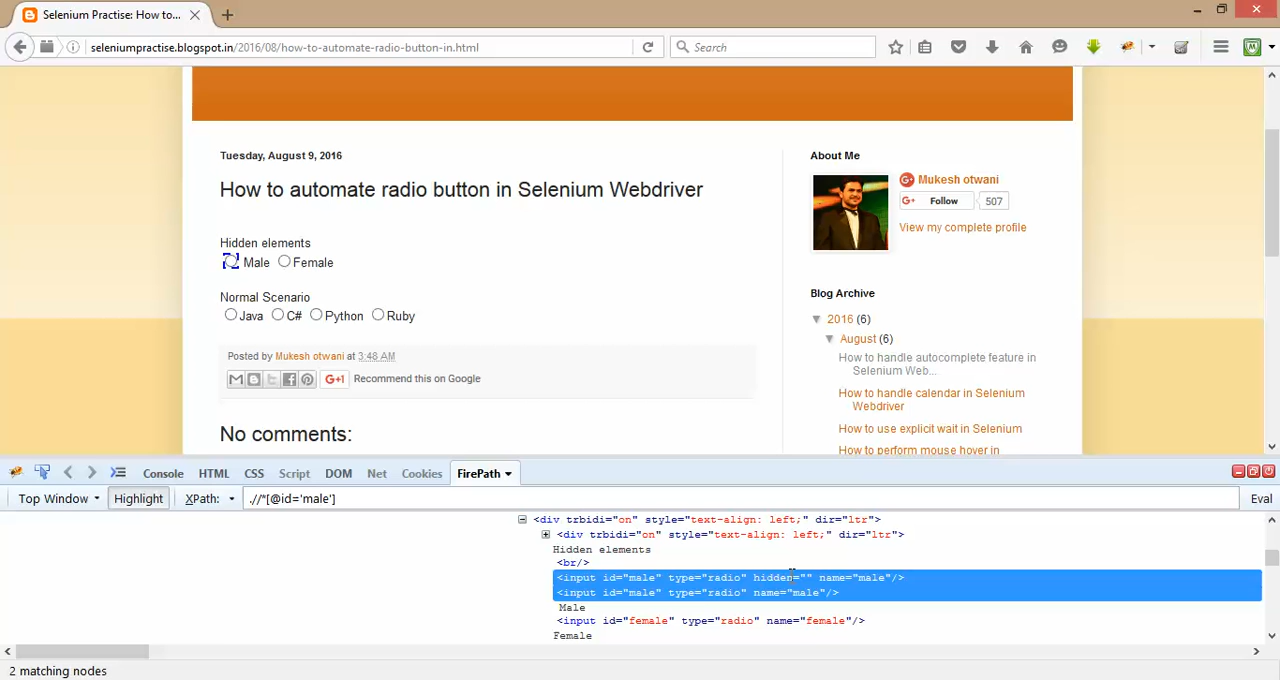 Selenium Practise: How to...
seleniumpractise.blogspot.in/2016/08/how-to-automate-radio-button-in.html
Search
Tuesday, August 9, 2016
How to automate radio button in Selenium Webdriver
Hidden elements
Male Female
Normal Scenario
Java C# Python Ruby
Posted by Mukesh otwani at 3:48 AM
G+1 Recommend this on Google
No comments:
About Me
G+ Mukesh otwani
G+ Follow 507
View my complete profile
Blog Archive
▼ 2016 (6)
▼ August (6)
How to handle autocomplete feature in
Selenium Web...
How to handle calendar in Selenium
Webdriver
How to use explicit wait in Selenium
How to perform mouse hover in
Console HTML CSS Script DOM Net Cookies FirePath
Top Window Highlight XPath: .//*[@id='male'] Eval
<div trbidi="on" style="text-align: left;" dir="ltr">
<div trbidi="on" style="text-align: left;" dir="ltr">
Hidden elements
<br/>
<input id="male" type="radio" hidden="" name="male"/>
<input id="male" type="radio" name="male"/>
Male
<input id="female" type="radio" name="female"/>
Female
2 matching nodes